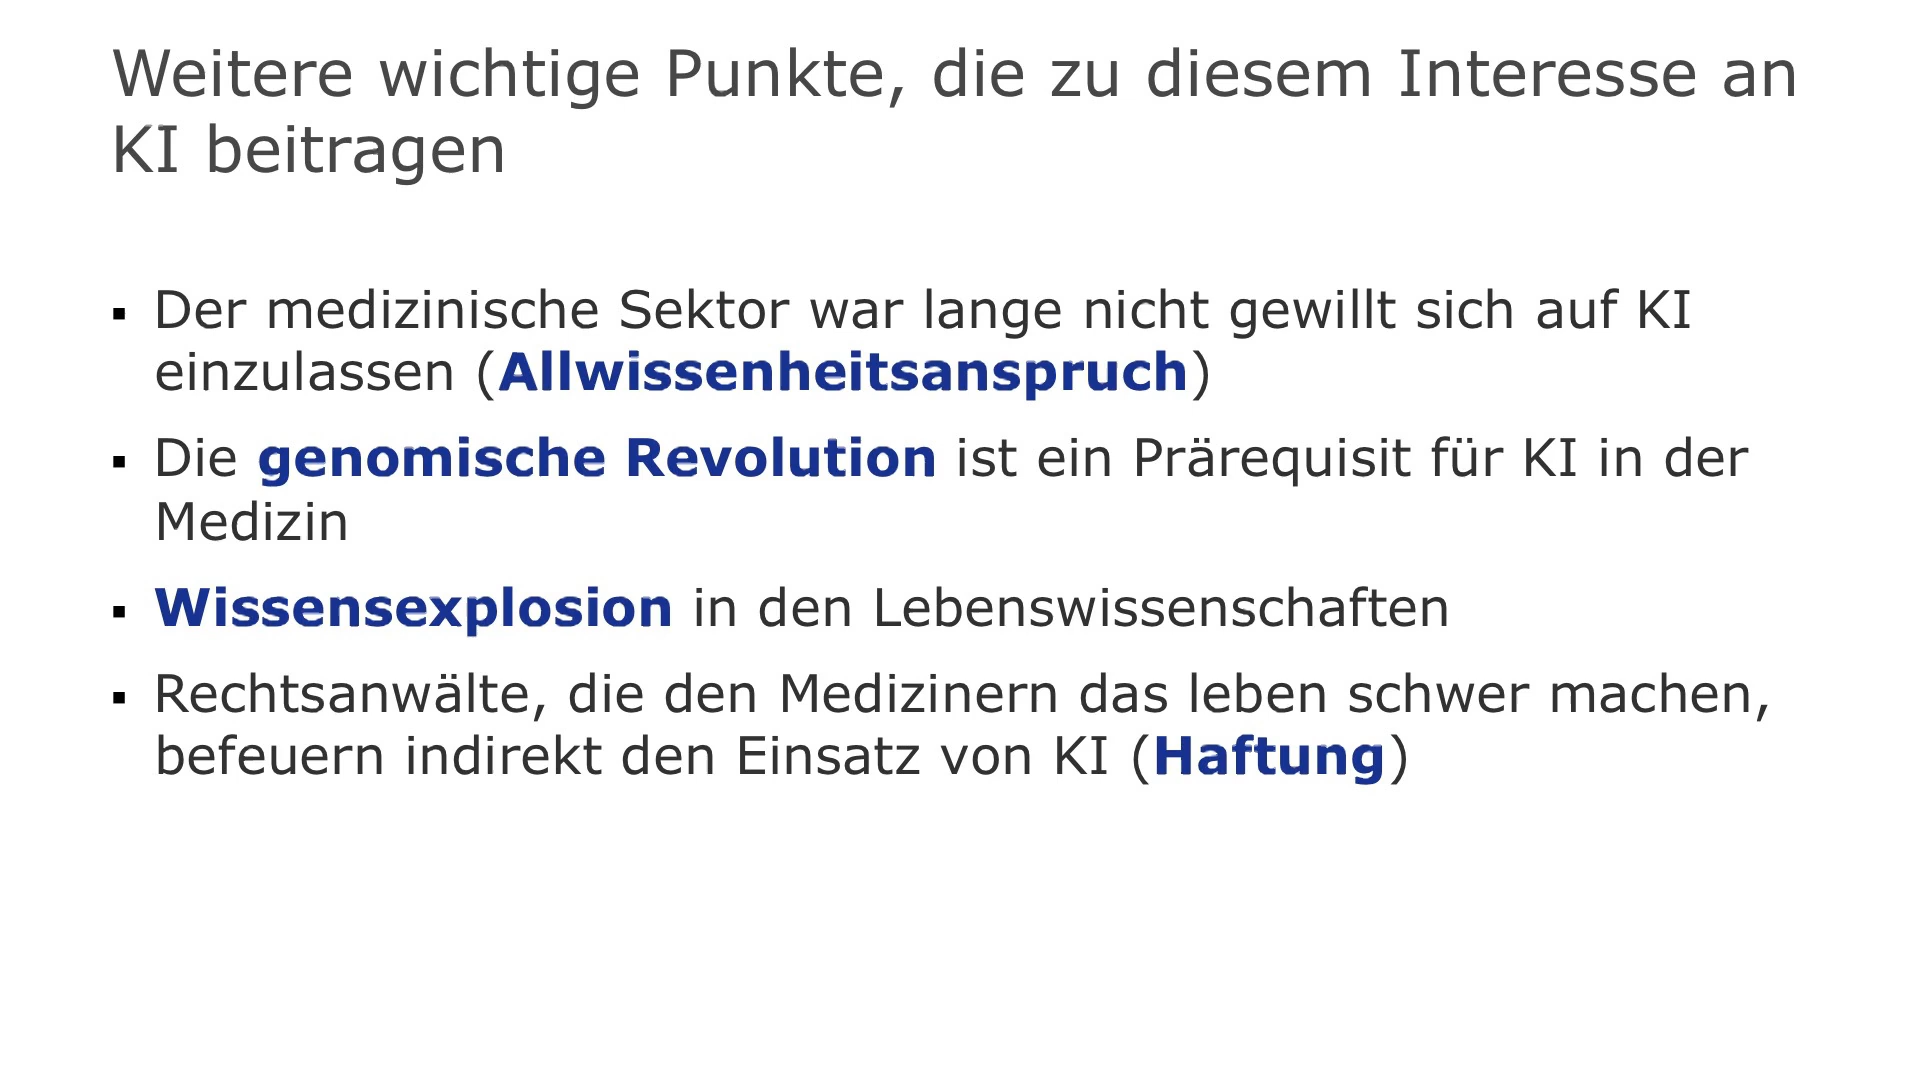 Weitere wichtige Punkte, die zu diesem Interesse an
KI beitragen
▪ Der medizinische Sektor war lange nicht gewillt sich auf KI
einzulassen (Allwissenheitsanspruch)
▪ Die genomische Revolution ist ein Prärequisit für KI in der
Medizin
▪ Wissensexplosion in den Lebenswissenschaften
▪ Rechtsanwälte, die den Medizinern das leben schwer machen,
befeuern indirekt den Einsatz von KI (Haftung)